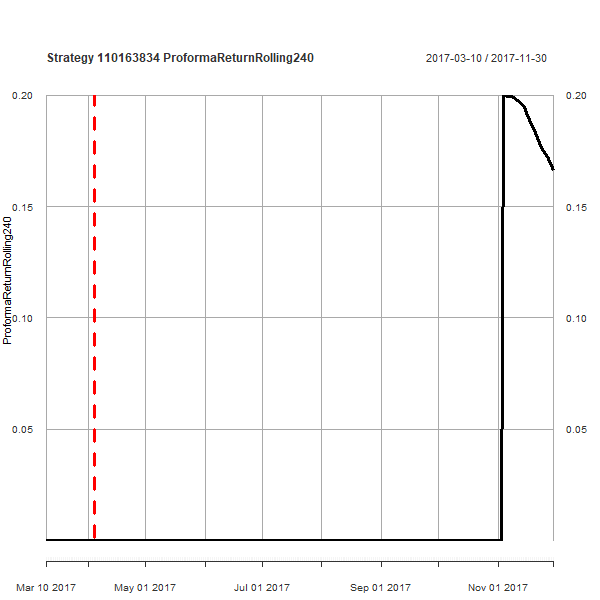 Strategy 110163834 ProformaReturnRolling240
2017-03-10 / 2017-11-30
0.20 0.20
0.15 0.15
0.10 0.10
0.05 0.05
ProformaReturnRolling240
Mar 10 2017 May 01 2017 Jul 01 2017 Sep 01 2017 Nov 01 2017